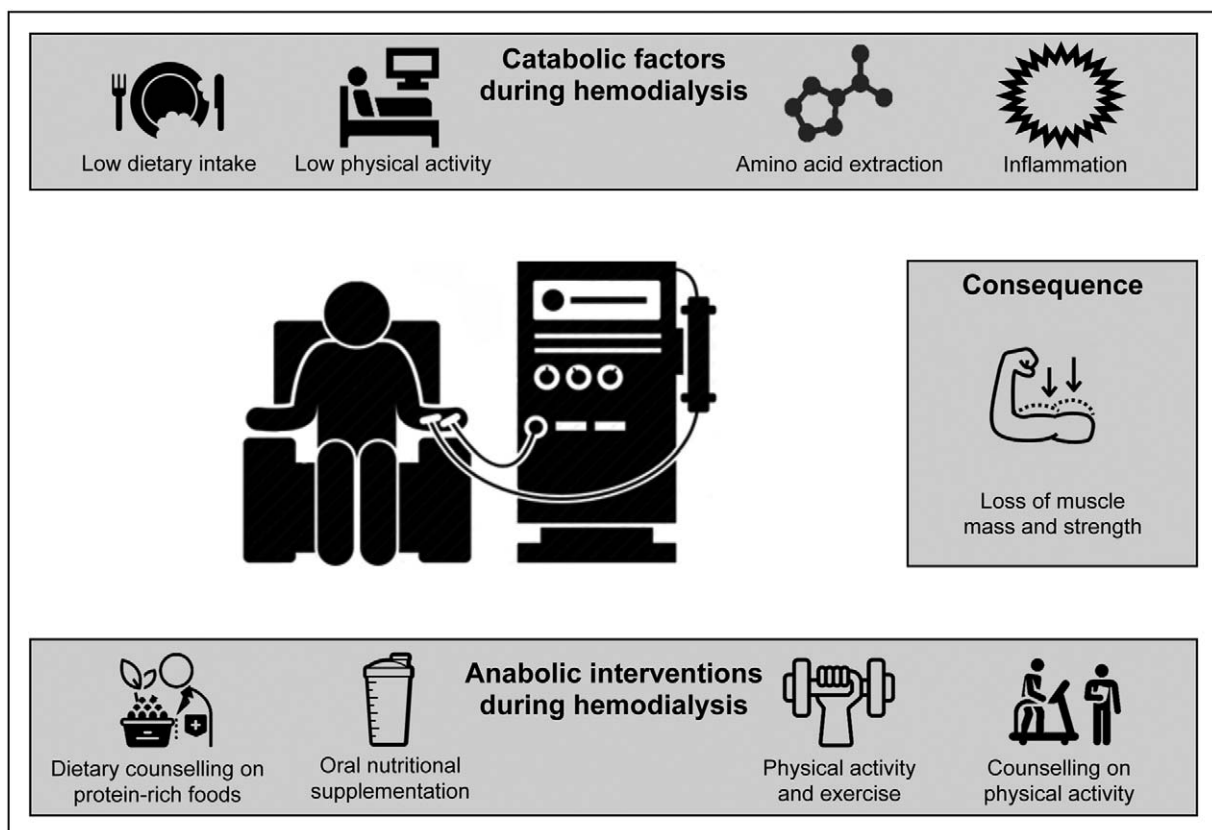 Catabolic factors
during hemodialysis
Low dietary intake
Low physical activity
Amino acid extraction
Inflammation
Consequence
Loss of muscle
mass and strength
Anabolic interventions
during hemodialysis
Dietary counselling on
protein-rich foods
Oral nutritional
supplementation
Physical activity
and exercise
Counselling on
physical activity